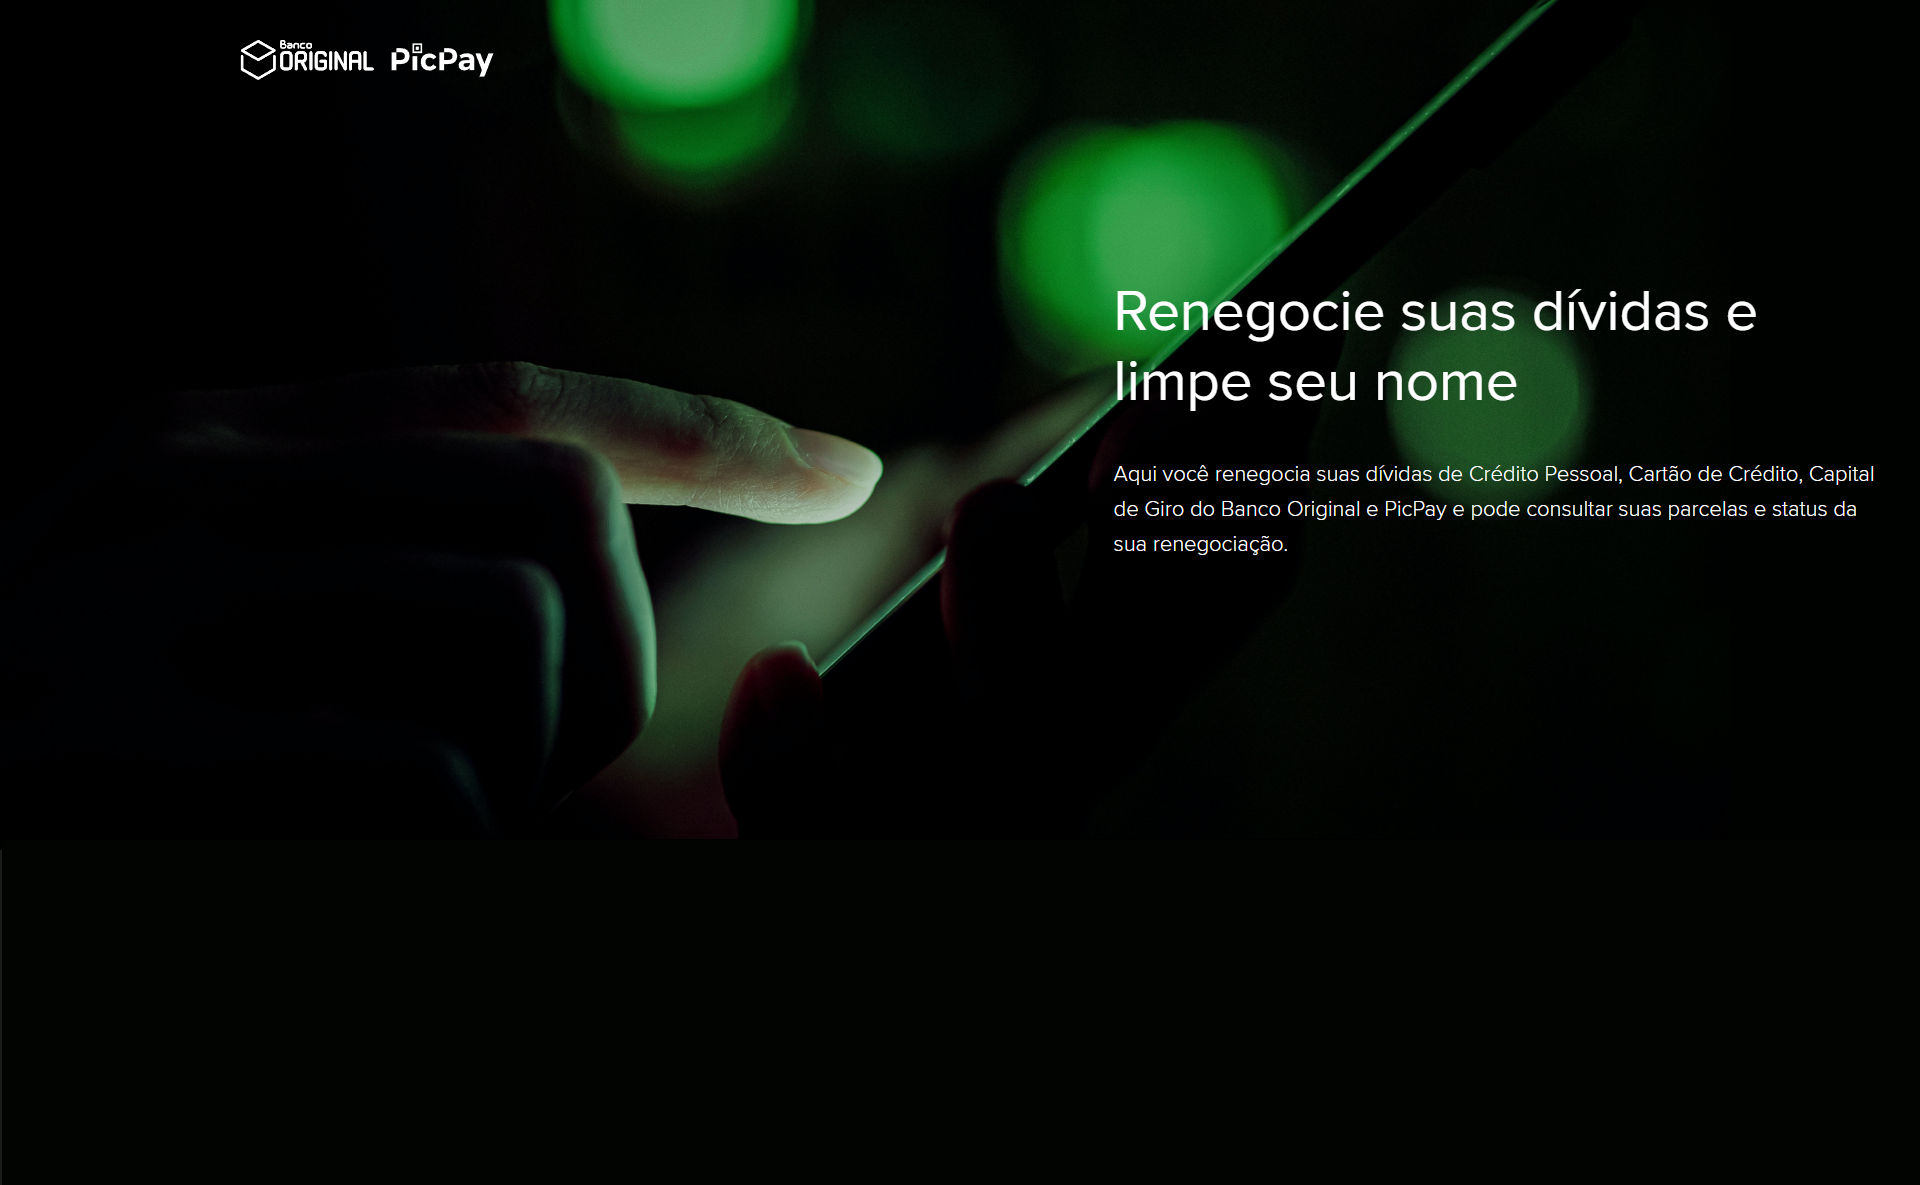 Banco
ORIGINAL PicPay
Renegocie suas dívidas e
limpe seu nome
Aqui você renegocia suas dívidas de Crédito Pessoal, Cartão de Crédito, Capital
de Giro do Banco Original e PicPay e pode consultar suas parcelas e status da
sua renegociação.